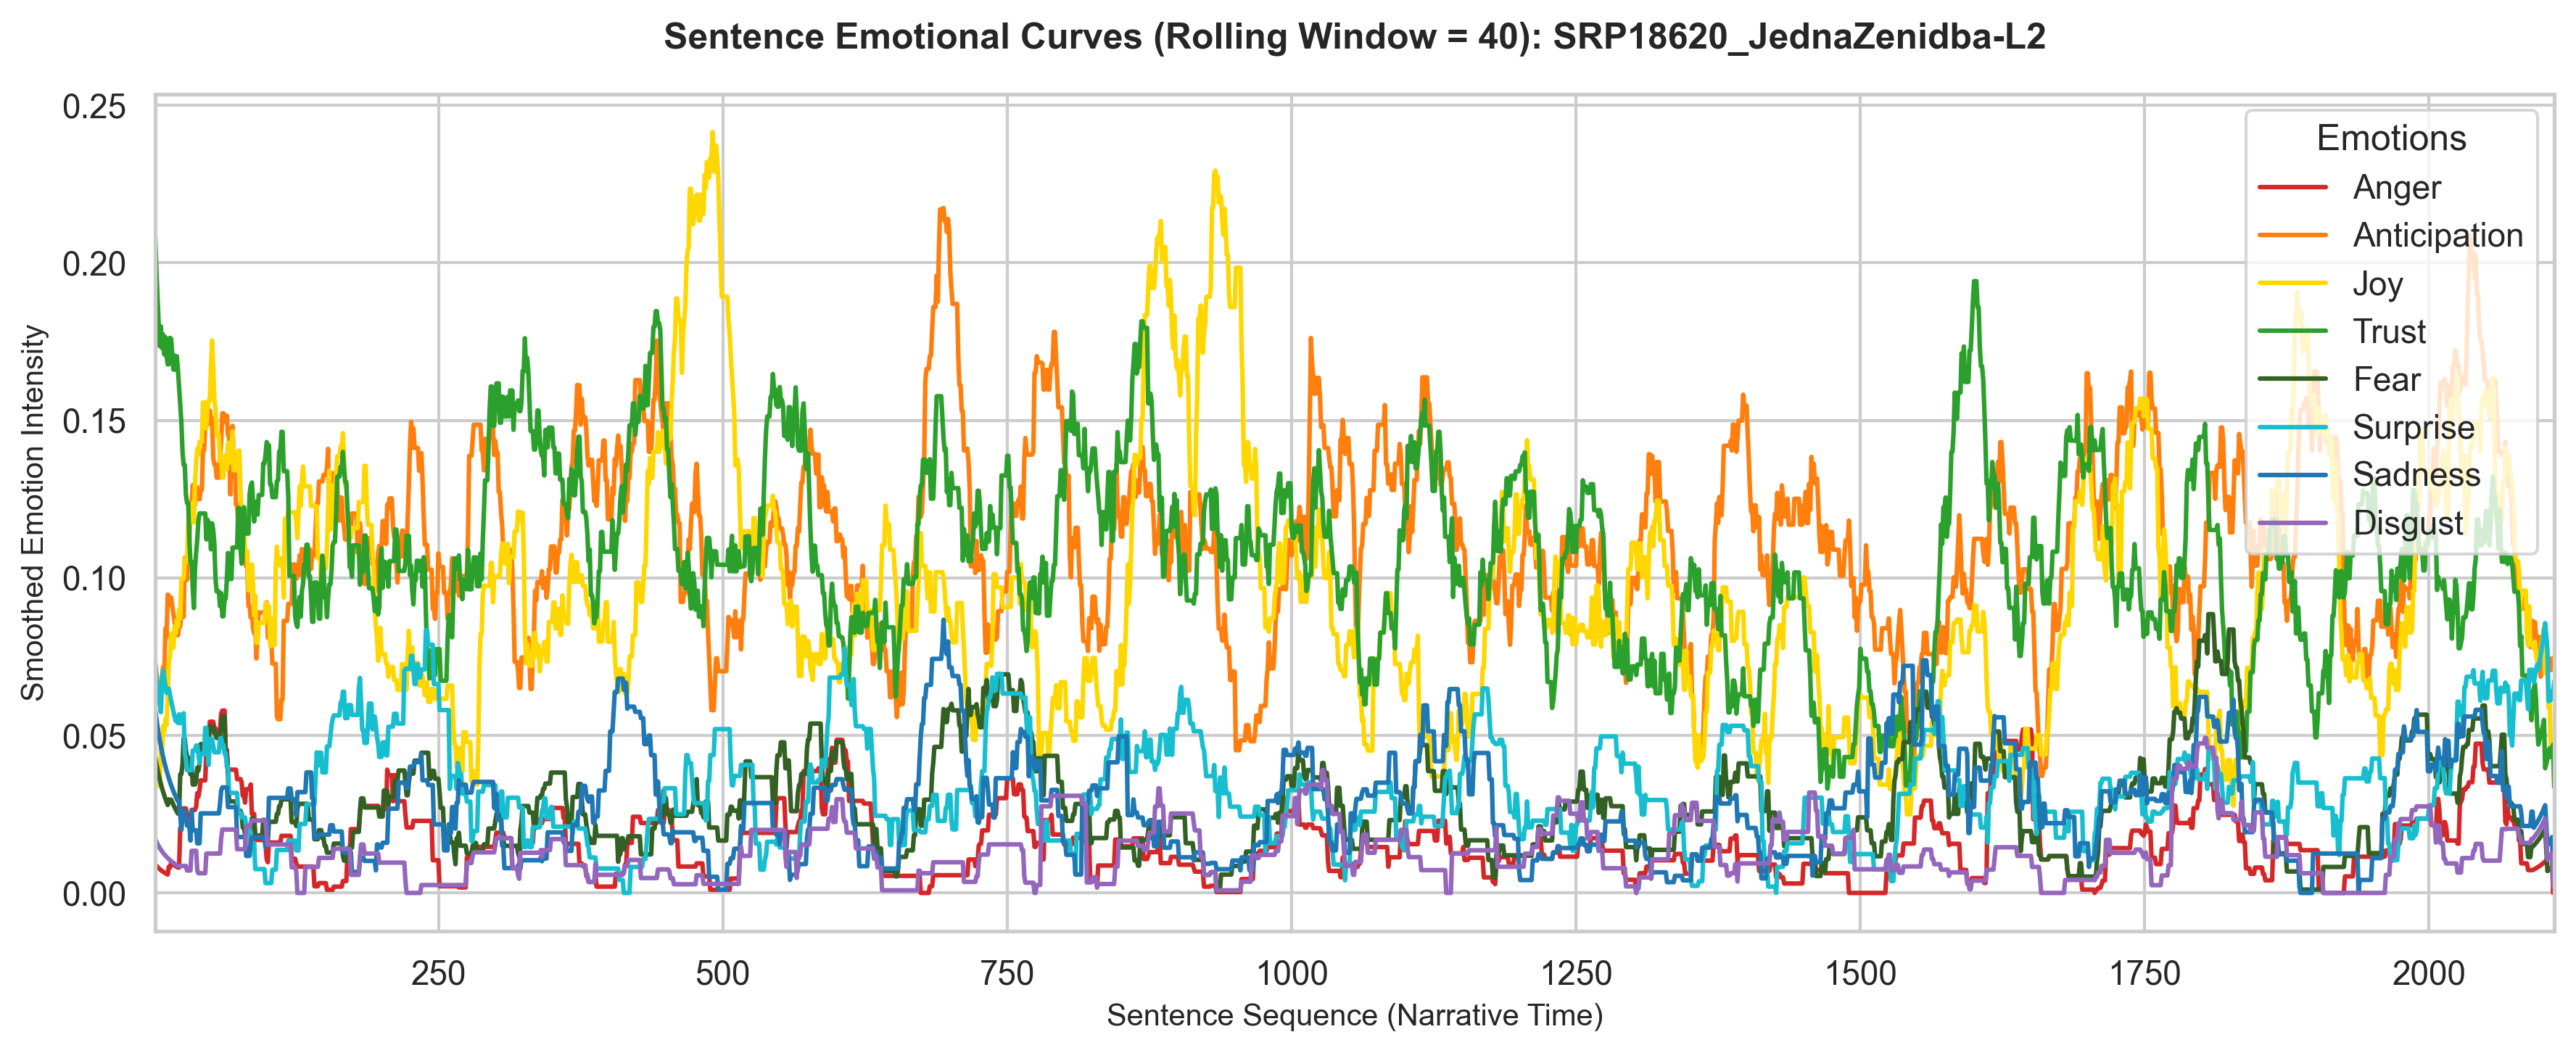 Sentence Emotional Curves (Rolling Window = 40): SRP18620_JednaZenidba-L2
Smoothed Emotion Intensity
0.25
0.20
0.15
0.10
0.05
0.00
Emotions
Anger
Anticipation
Joy
Trust
Fear
Surprise
Sadness
Disgust
250
500
750
1000
1250
1500
1750
2000
Sentence Sequence (Narrative Time)